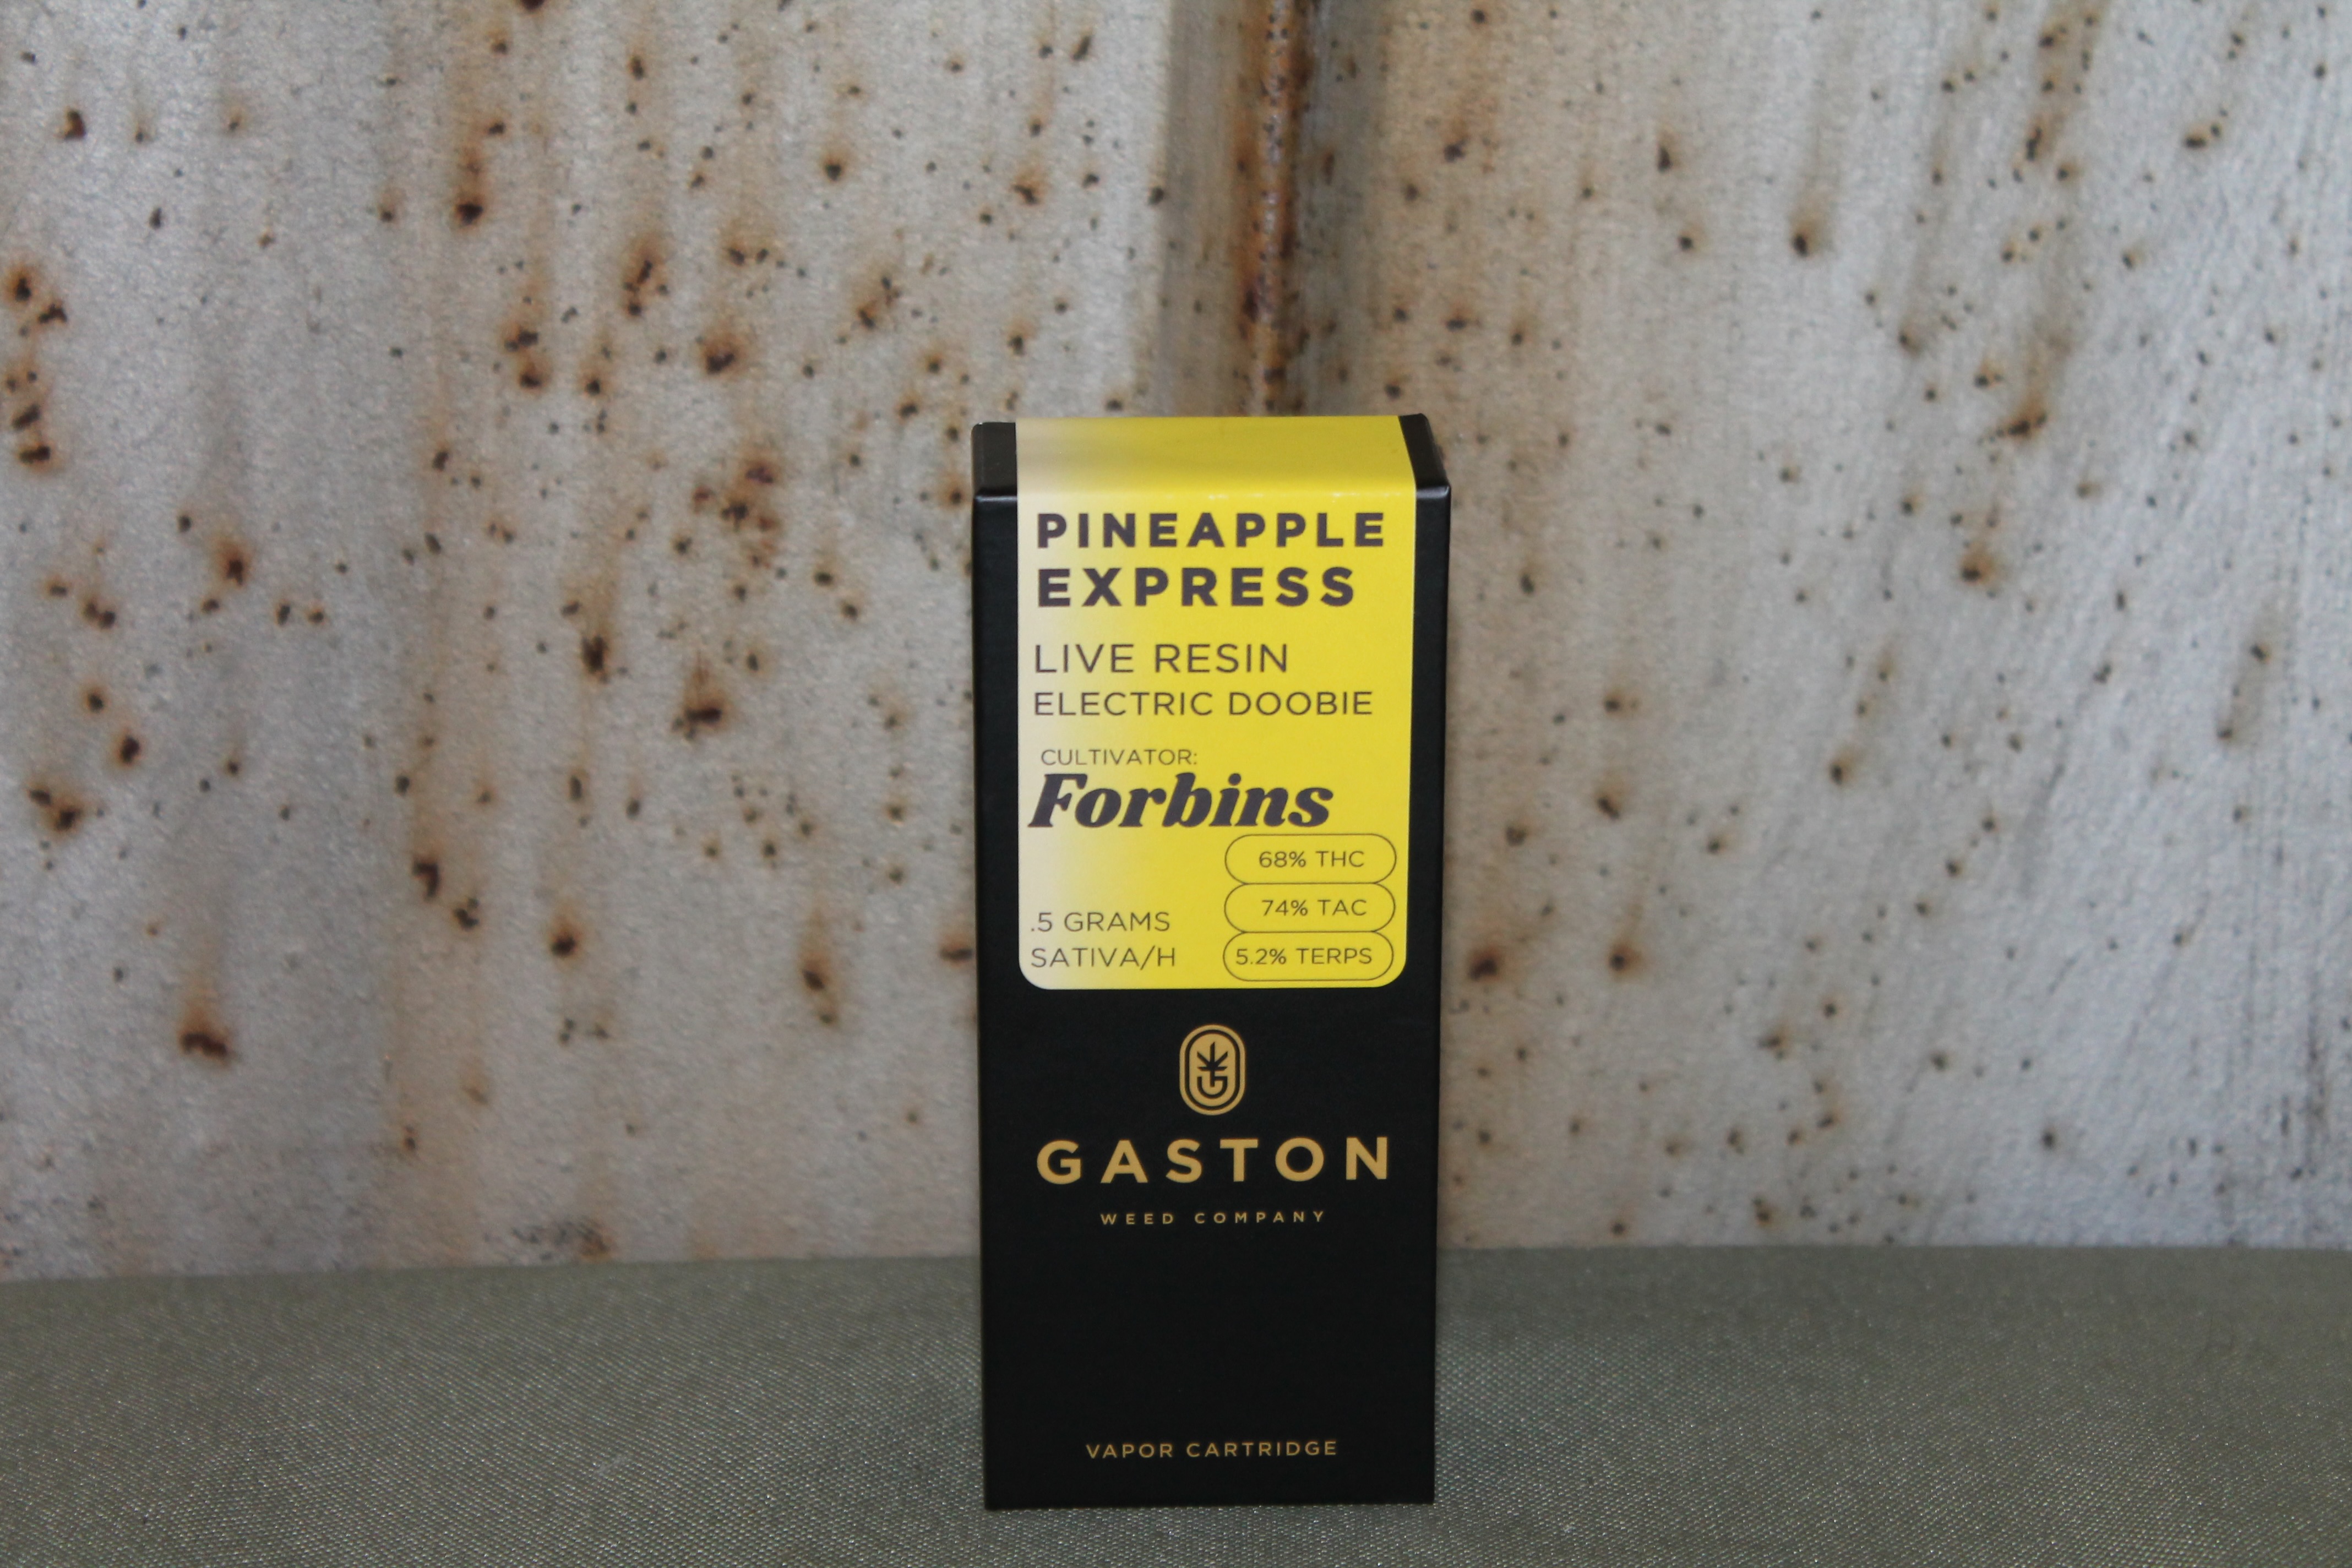 PINEAPPLE
EXPRESS
LIVE RESIN
ELECTRIC DOOBIE
CULTIVATOR:
Forbins
68% THC
74% TAC
.5 GRAMS
SATIVA/H
5.2% TERPS
GASTON
WEED COMPANY
VAPOR CARTRIDGE